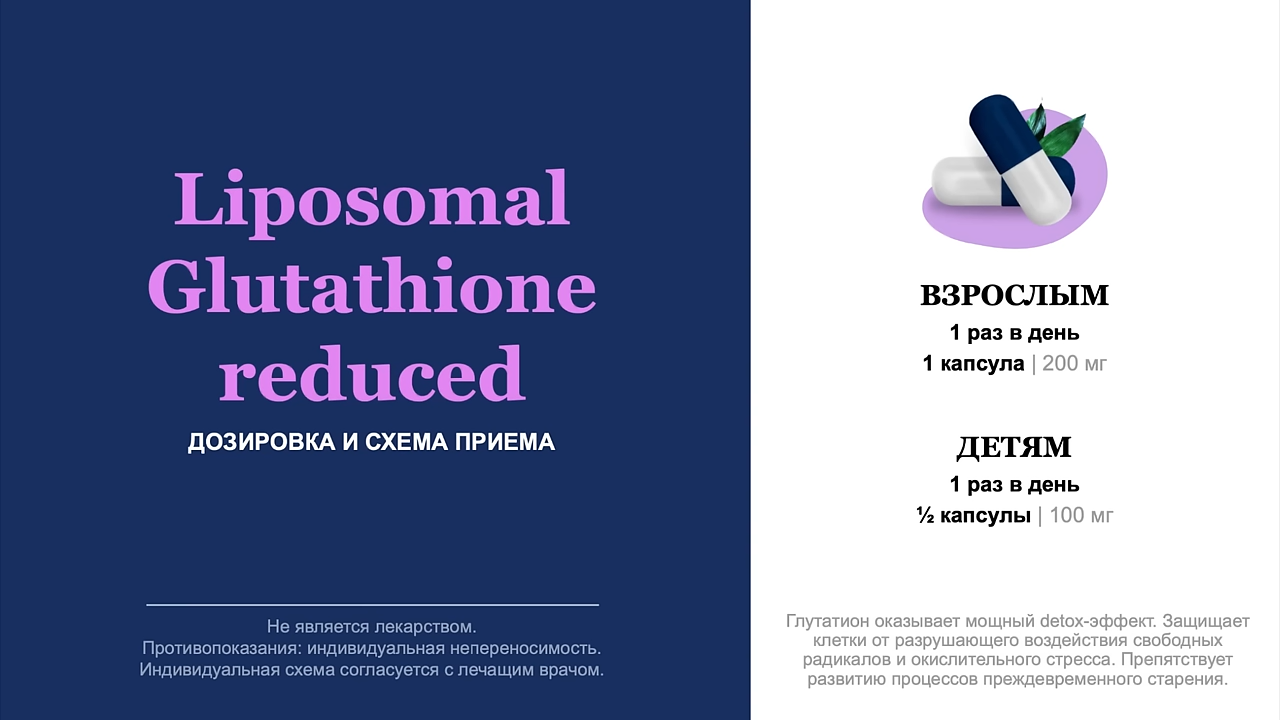 Liposomal
Glutathione
reduced
ДОЗИРОВКА И СХЕМА ПРИЕМА
Не является лекарством.
Противопоказания: индивидуальная непереносимость.
Индивидуальная схема согласуется с лечащим врачом.
ВЗРОСЛЫМ
1 раз в день
1 капсула | 200 мг
ДЕТЯМ
1 раз в день
½ капсулы | 100 мг
Глутатион оказывает мощный detox-эффект. Защищает
клетки от разрушающего воздействия свободных
радикалов и окислительного стресса. Препятствует
развитию процессов преждевременного старения.